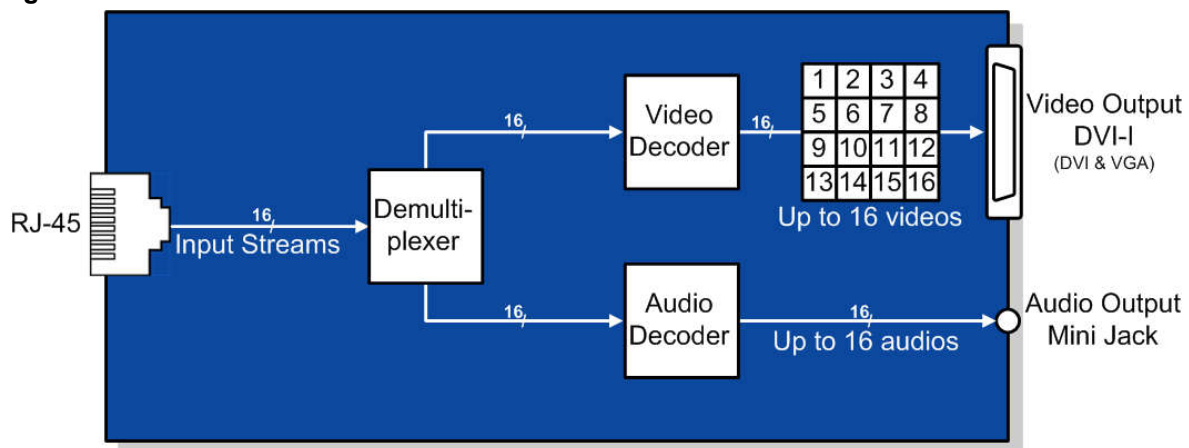 RJ-45
16
Input Streams
Demulti-
plexer
16
Video
Decoder
16
1 2 3 4
5 6 7 8
9 10 11 12
13 14 15 16
Up to 16 videos
Video Output
DVI-I
(DVI & VGA)
16
Audio
Decoder
16
Up to 16 audios
Audio Output
Mini Jack